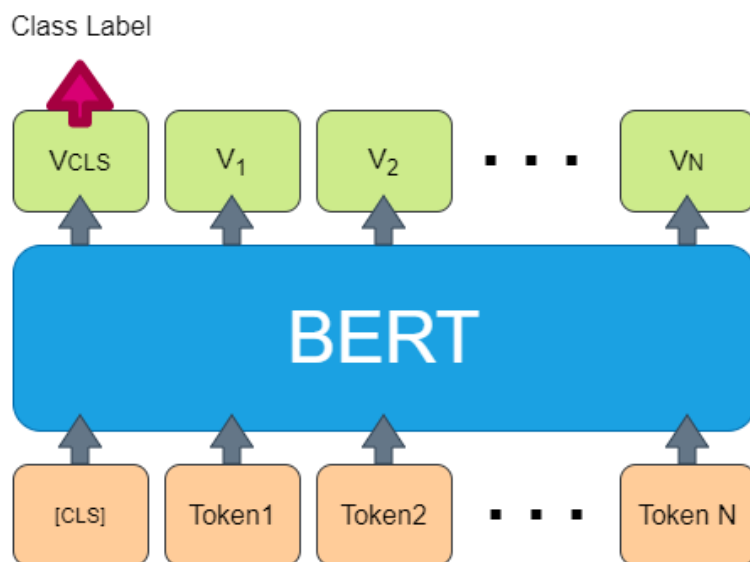 Class Label
VCLS V₁ V₂ ... VN
BERT
[CLS] Token1 Token2 ... Token N